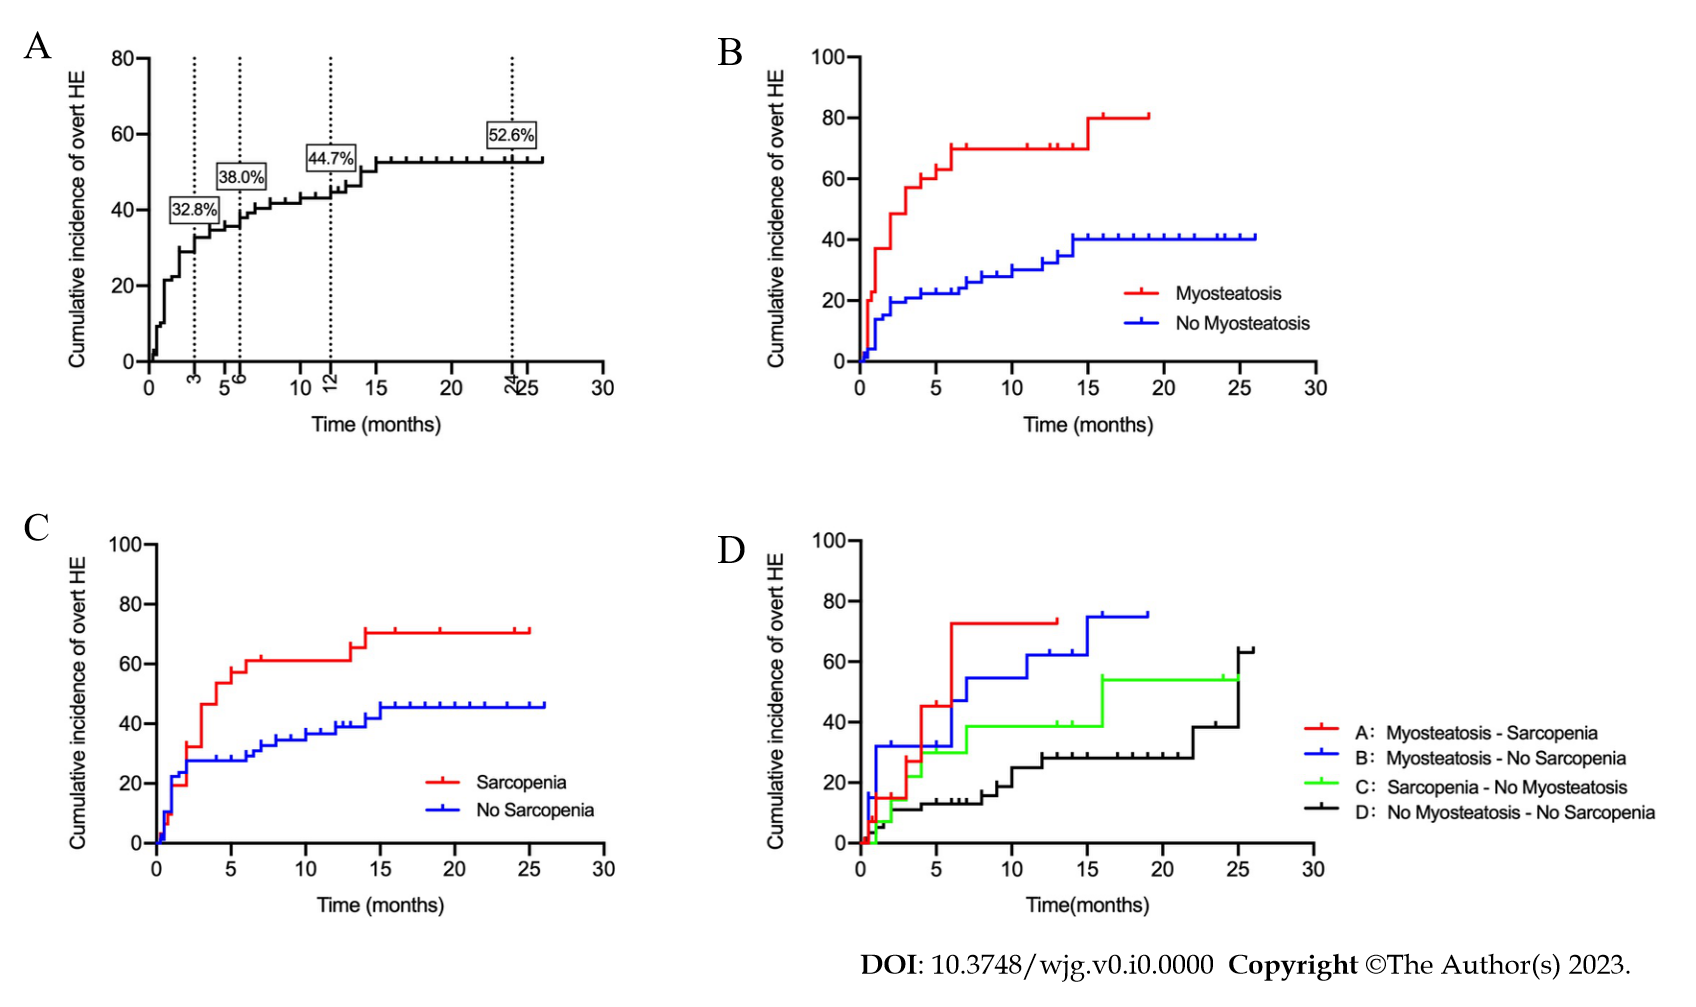 A
Cumulative incidence of overt HE
80
60
40
20
0
32.8%
38.0%
44.7%
52.6%
0
3
5
6
10
12
15
20
24
25
30
Time (months)
B
Cumulative incidence of overt HE
100
80
60
40
20
0
Myosteatosis
No Myosteatosis
0 5 10 15 20 25 30
Time (months)
C
Cumulative incidence of overt HE
100
80
60
40
20
0
Sarcopenia
No Sarcopenia
0 5 10 15 20 25 30
Time (months)
D
Cumulative incidence of overt HE
100
80
60
40
20
0
0 5 10 15 20 25 30
Time(months)
A: Myosteatosis - Sarcopenia
B: Myosteatosis - No Sarcopenia
C: Sarcopenia - No Myosteatosis
D: No Myosteatosis - No Sarcopenia
DOI: 10.3748/wjg.v0.i0.0000 Copyright ©The Author(s) 2023.